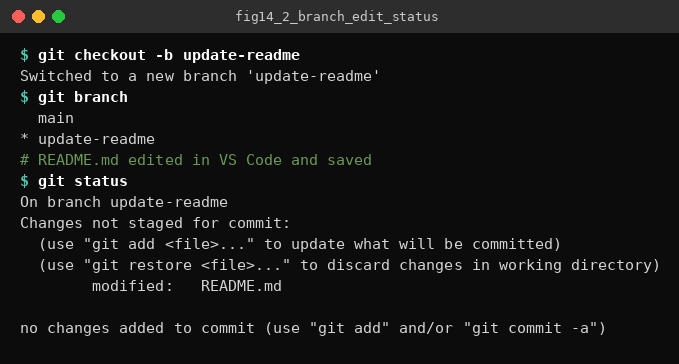 fig14_2_branch_edit_status
$ git checkout -b update-readme
Switched to a new branch 'update-readme'
$ git branch
  main
* update-readme
# README.md edited in VS Code and saved
$ git status
On branch update-readme
Changes not staged for commit:
  (use "git add <file>..." to update what will be committed)
  (use "git restore <file>..." to discard changes in working directory)
        modified:   README.md

no changes added to commit (use "git add" and/or "git commit -a")